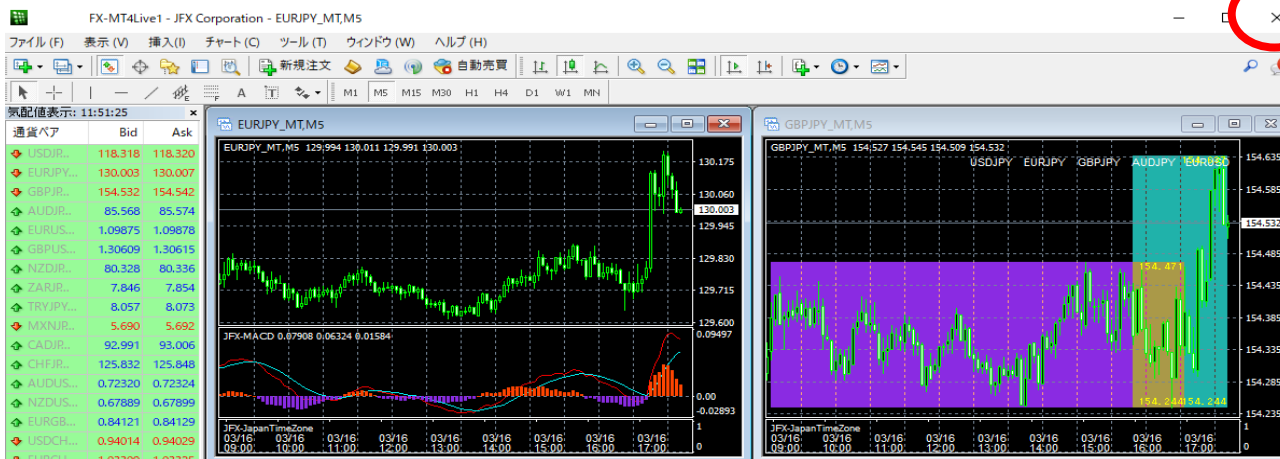 FX-MT4Live1 - JFX Corporation - EURJPY_MT,M5
ファイル (F) 表示 (V) 挿入(I) チャート (C) ツール (T) ウィンドウ (W) ヘルプ (H)
新規注文 自動売買
A T M1 M5 M15 M30 H1 H4 D1 W1 MN
気配値表示: 11:51:25
通貨ペア Bid Ask
USDJP... 118.318 118.320
EURJPY... 130.003 130.007
GBPJP... 154.532 154.542
AUDJP... 85.568 85.574
EURUS... 1.09875 1.09878
GBPUS... 1.30609 1.30615
NZDJP... 80.328 80.336
ZARJP... 7.846 7.854
TRYJPY... 8.057 8.073
MXNJP... 5.690 5.692
CADJP... 92.991 93.006
CHFJP... 125.832 125.848
AUDUS... 0.72320 0.72324
NZDUS... 0.67889 0.67899
EURGB... 0.84121 0.84129
USDCH... 0.94014 0.94029
EURJPY_MT,M5
EURJPY_MT,M5 129.994 130.011 129.991 130.003
130.175
130.060
130.003
129.945
129.830
129.715
129.600
JFX-MACD 0.07908 0.06324 0.01584
0.09497
0.00
-0.02893
JFX-JapanTimeZone
1
0
03/16 03/16 03/16 03/16 03/16 03/16 03/16 03/16 03/16
09:00 10:00 11:00 12:00 13:00 14:00 15:00 16:00 17:00
GBPJPY_MT,M5
GBPJPY_MT,M5 154.527 154.545 154.509 154.532
USDJPY EURJPY GBPJPY AUDJPY EURUSD
154.635
154.585
154.532
154.485
154.435
154.385
154.335
154.285
154.235
154.471
154.244 154.244
JFX-JapanTimeZone
1
0
03/16 03/16 03/16 03/16 03/16 03/16 03/16 03/16 03/16
09:00 10:00 11:00 12:00 13:00 14:00 15:00 16:00 17:00